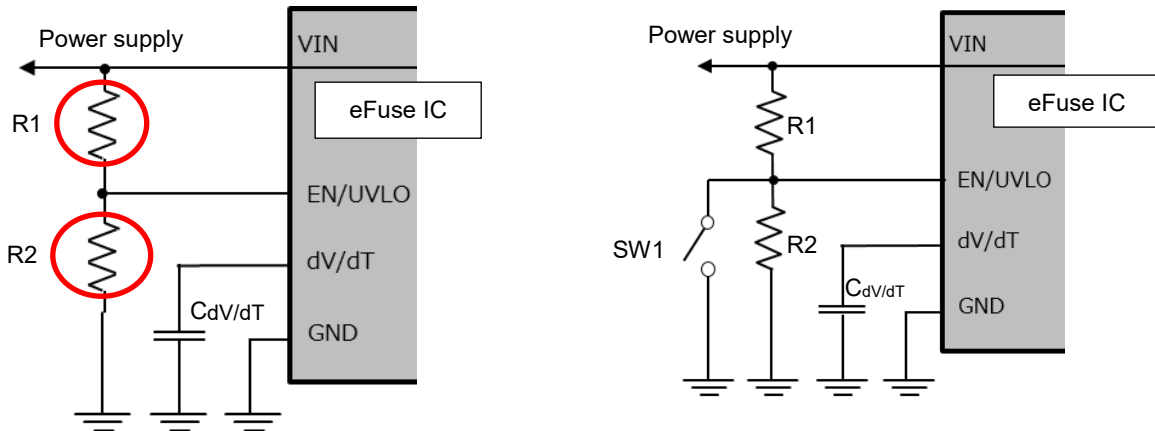 Power supply
VIN
eFuse IC
R1
EN/UVLO
R2
dV/dT
CdV/dT
GND
Power supply
VIN
eFuse IC
R1
EN/UVLO
SW1
R2
dV/dT
CdV/dT
GND